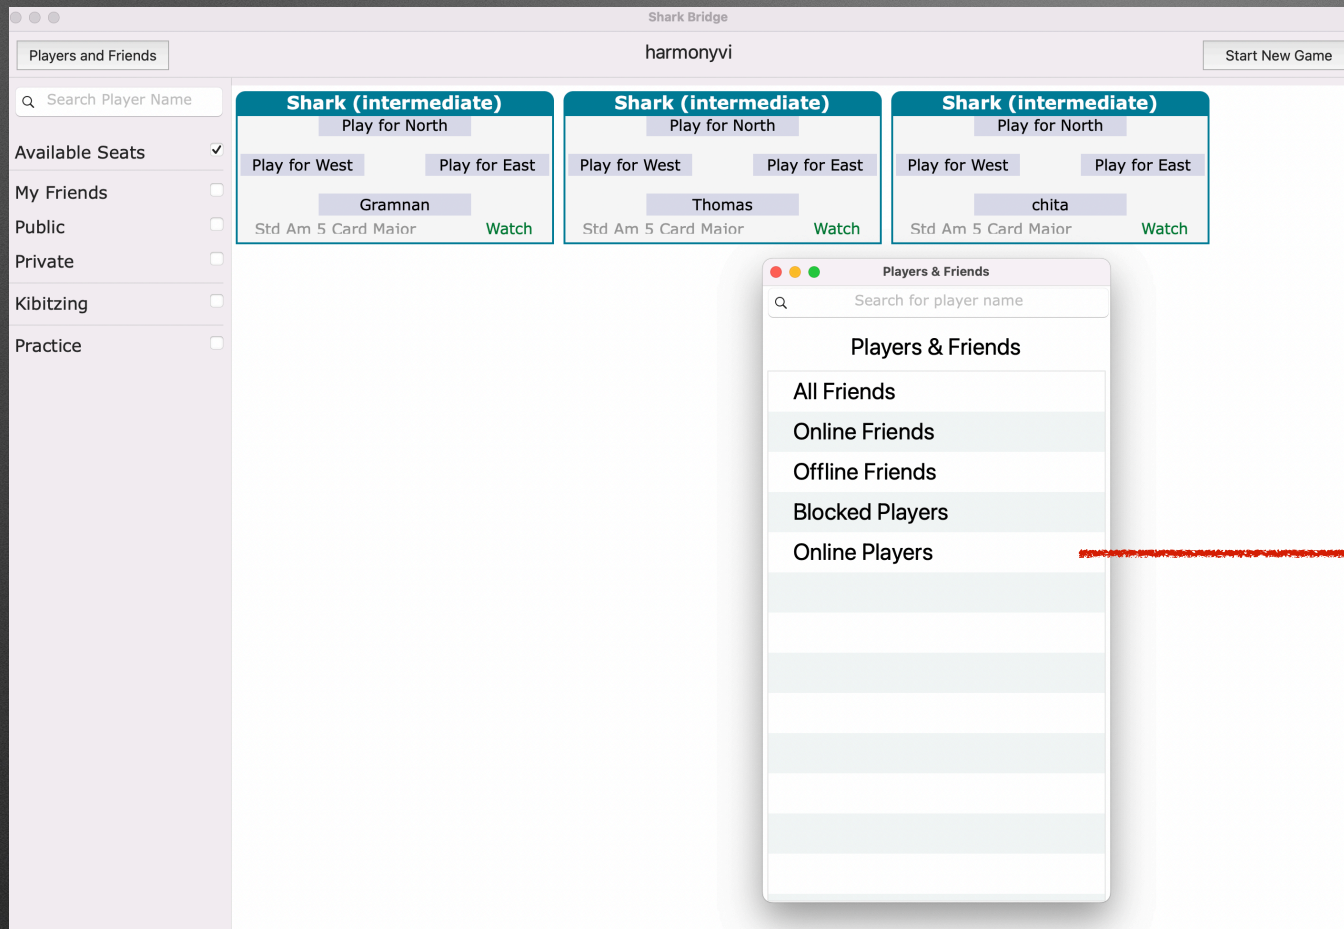 Shark Bridge
Players and Friends
harmonyvi
Start New Game
Search Player Name
Available Seats
My Friends
Public
Private
Kibitzing
Practice
Shark (intermediate)
Play for North
Play for West Play for East
Gramnan
Std Am 5 Card Major Watch
Shark (intermediate)
Play for North
Play for West Play for East
Thomas
Std Am 5 Card Major Watch
Shark (intermediate)
Play for North
Play for West Play for East
chita
Std Am 5 Card Major Watch
Players & Friends
Search for player name
Players & Friends
All Friends
Online Friends
Offline Friends
Blocked Players
Online Players